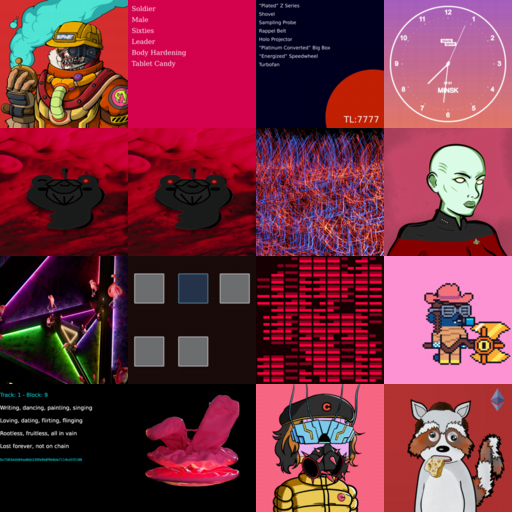 Soldier
Male
Sixties
Leader
Body Hardening
Tablet Candy
"Plated" Z Series
Shovel
Sampling Probe
Rappel Belt
Holo Projector
"Platinum Converted" Big Box
"Energized" Speedwheel
Turbofan
TL:7777
12
1
2
3
4
5
6
7
8
9
10
11
MINSK
Track: 1 - Block: 9
Writing, dancing, painting, singing
Loving, dating, flirting, flinging
Rootless, fruitless, all in vain
Lost forever, not on chain
C